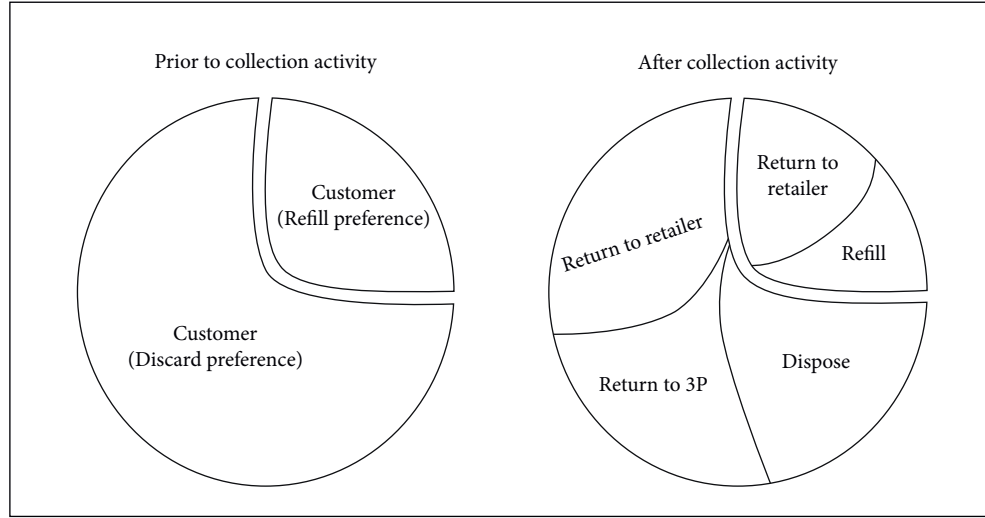 Prior to collection activity
Customer
(Refill preference)
Customer
(Discard preference)
After collection activity
Return to
retailer
Return to retailer
Refill
Dispose
Return to 3P